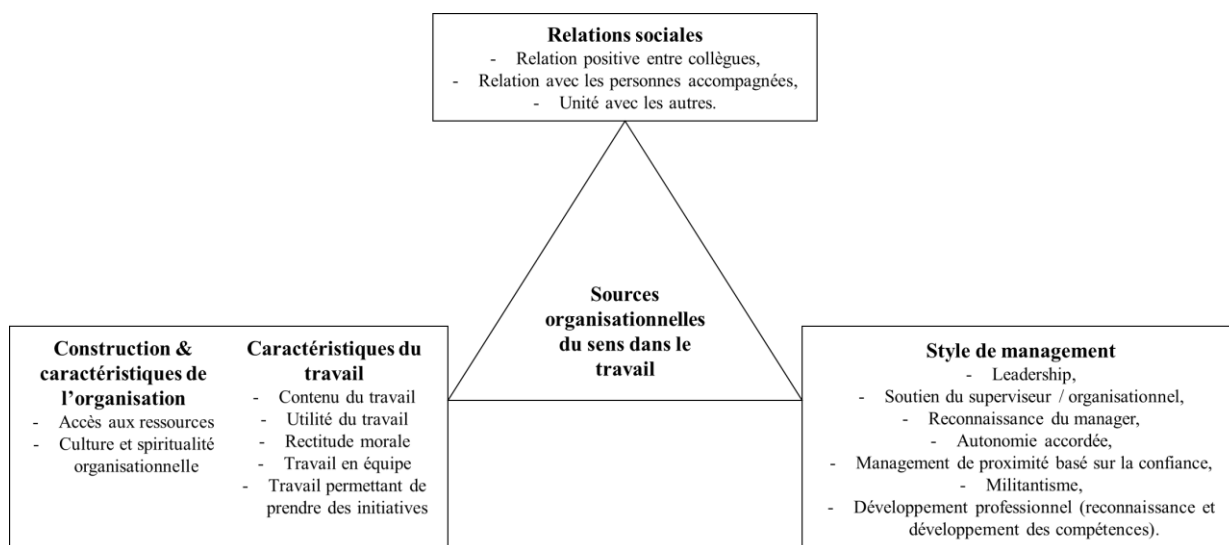 Relations sociales
- Relation positive entre collègues,
- Relation avec les personnes accompagnées,
- Unité avec les autres.
Sources
organisationnelles
du sens dans le
travail
Construction &
caractéristiques de
l'organisation
- Accès aux ressources
- Culture et spiritualité
organisationnelle
Caractéristiques du
travail
- Contenu du travail
- Utilité du travail
- Rectitude morale
- Travail en équipe
- Travail permettant de
prendre des initiatives
Style de management
- Leadership,
- Soutien du superviseur / organisationnel,
- Reconnaissance du manager,
- Autonomie accordée,
- Management de proximité basé sur la confiance,
- Militantisme,
- Développement professionnel (reconnaissance et
développement des compétences).